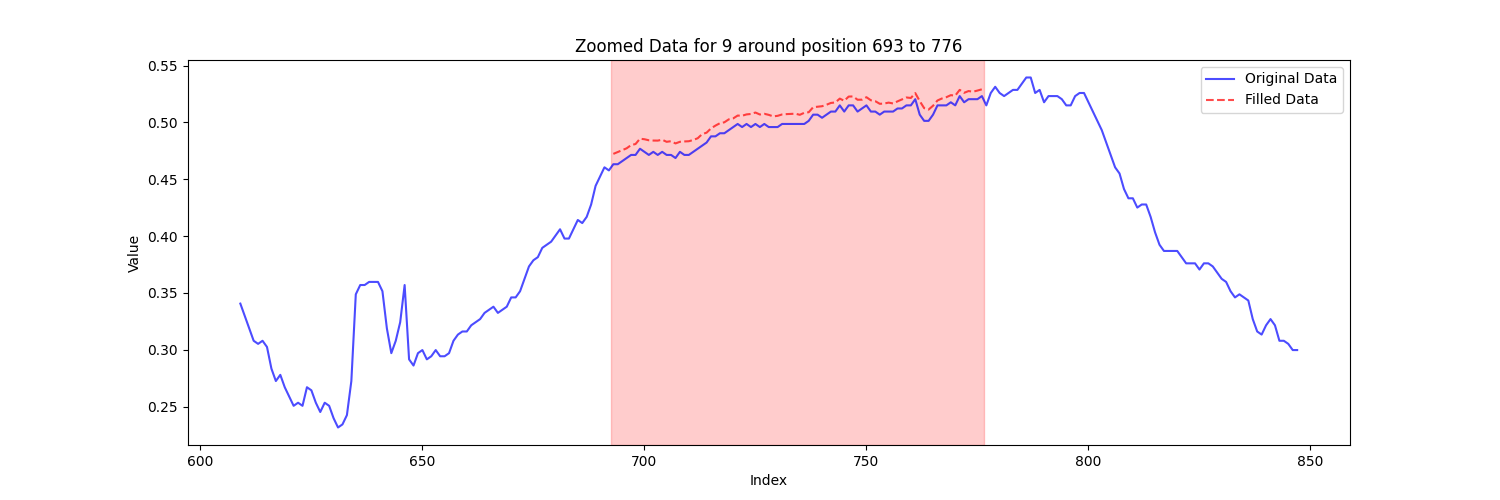 Zoomed Data for 9 around position 693 to 776
Original Data
Filled Data
0.55
0.50
0.45
0.40
0.35
0.30
0.25
Value
600
650
700
750
800
850
Index